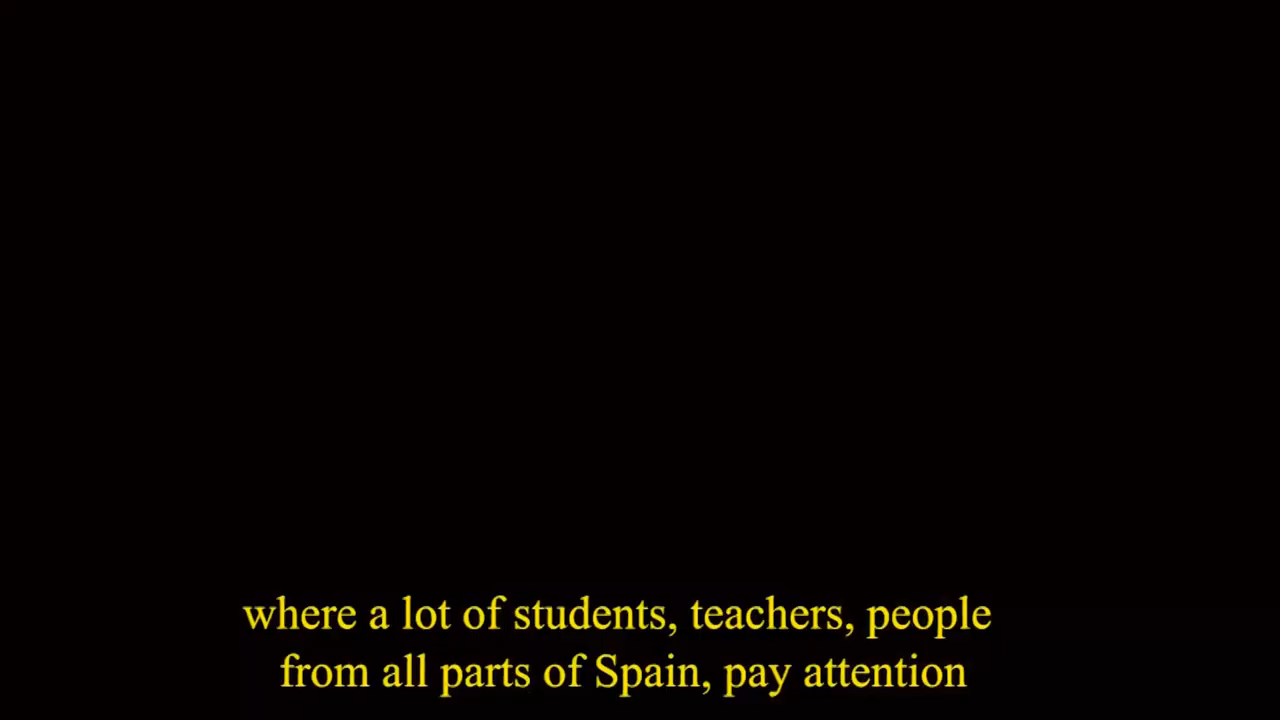 where a lot of students, teachers, people
from all parts of Spain, pay attention